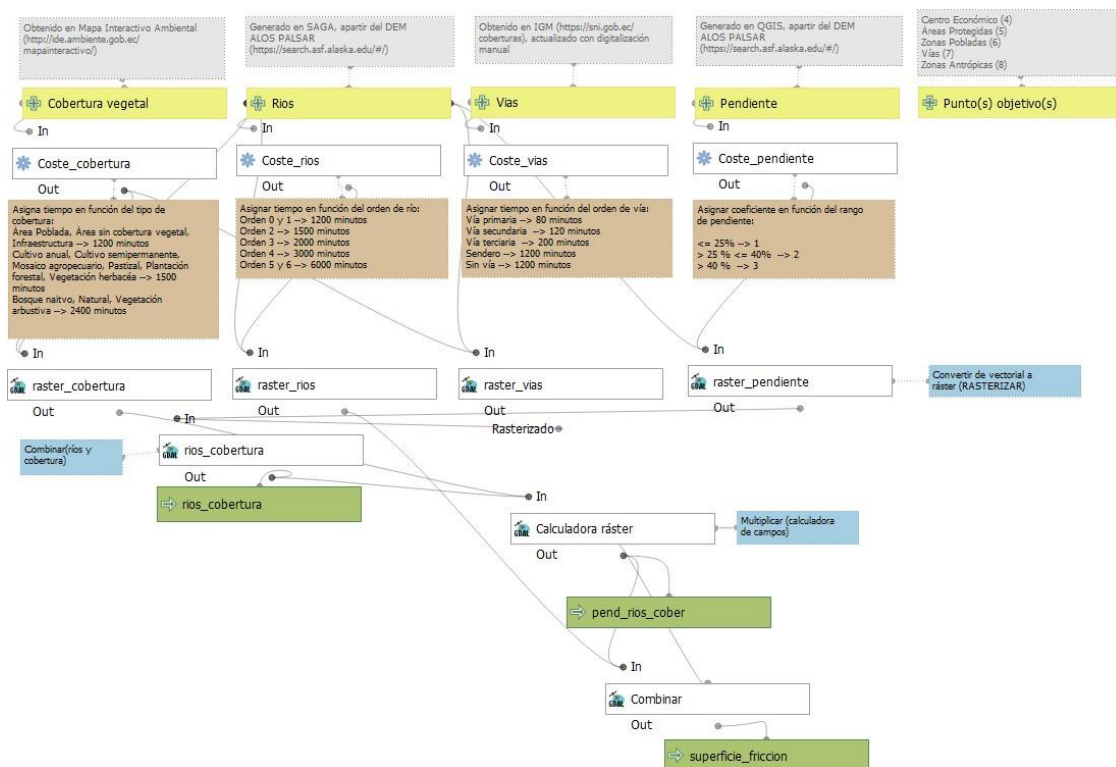 Obtenido en Mapa Interactivo Ambiental
(http://ide.ambiente.gob.ec/
mapainteractivo/)
Generado en SAGA, apartir del DEM
ALOS PALSAR
(https://search.asf.alaska.edu/#/)
Obtenido en IGM (https://sni.gob.ec/
coberturas), actualizado con digitalización
manual
Generado en QGIS, apartir del DEM
ALOS PALSAR
(https://search.asf.alaska.edu/#/)
Centro Económico (4)
Áreas Protegidas (5)
Zonas Pobladas (6)
Vías (7)
Zonas Antrópicas (8)
Cobertura vegetal
Rios
Vias
Pendiente
Punto(s) objetivo(s)
In
In
In
In
Coste_cobertura
Coste_rios
Coste_vias
Coste_pendiente
Out
Out
Out
Out
Asigna tiempo en función del tipo de
cobertura:
Área Poblada, Área sin cobertura vegetal,
Infraestructura --> 1200 minutos
Cultivo anual, Cultivo semipermanente,
Mosaico agropecuario, Pastizal, Plantación
forestal, Vegetación herbacéa --> 1500
minutos
Bosque naitvo, Natural, Vegetación
arbustiva --> 2400 minutos
Asignar tiempo en función del orden de río:
Orden 0 y 1 --> 1200 minutos
Orden 2 --> 1500 minutos
Orden 3 --> 2000 minutos
Orden 4 --> 3000 minutos
Orden 5 y 6 --> 6000 minutos
Asignar tiempo en función del orden de vía:
Vía primaria --> 80 minutos
Vía secundaria --> 120 minutos
Vía terciaria --> 200 minutos
Sendero --> 1200 minutos
Sin vía --> 1200 minutos
Asignar coeficiente en función del rango
de pendiente:
<= 25% --> 1
> 25 % <= 40% --> 2
> 40 % --> 3
In
In
In
In
raster_cobertura
raster_rios
raster_vias
raster_pendiente
Convertir de vectorial a
ráster (RASTERIZAR)
Out
Out
Out
Out
In
Rasterizado
Combinar(ríos y
cobertura)
rios_cobertura
Out
rios_cobertura
In
Calculadora ráster
Multiplicar (calculadora
de campos)
Out
pend_rios_cober
In
Combinar
Out
superficie_friccion